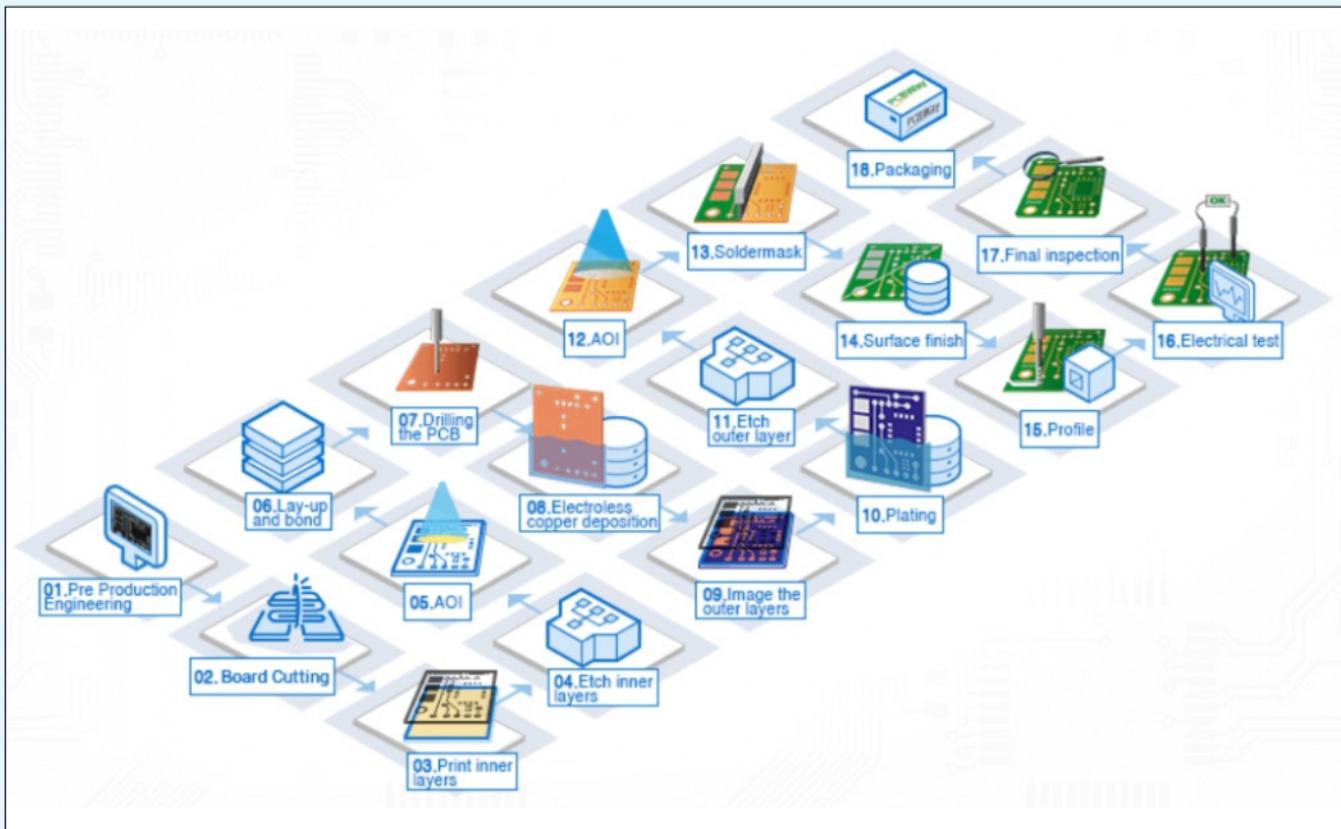 01.Pre Production
Engineering
02.Board Cutting
03.Print inner
layers
04.Etch inner
layers
05.AOI
06.Lay-up
and bond
07.Drilling
the PCB
08.Electroless
copper deposition
09.Image the
outer layers
10.Plating
11.Etch
outer layer
12.AOI
13.Soldermask
14.Surface finish
15.Profile
16.Electrical test
OK
17.Final inspection
18.Packaging
PCBWay
PCBWay